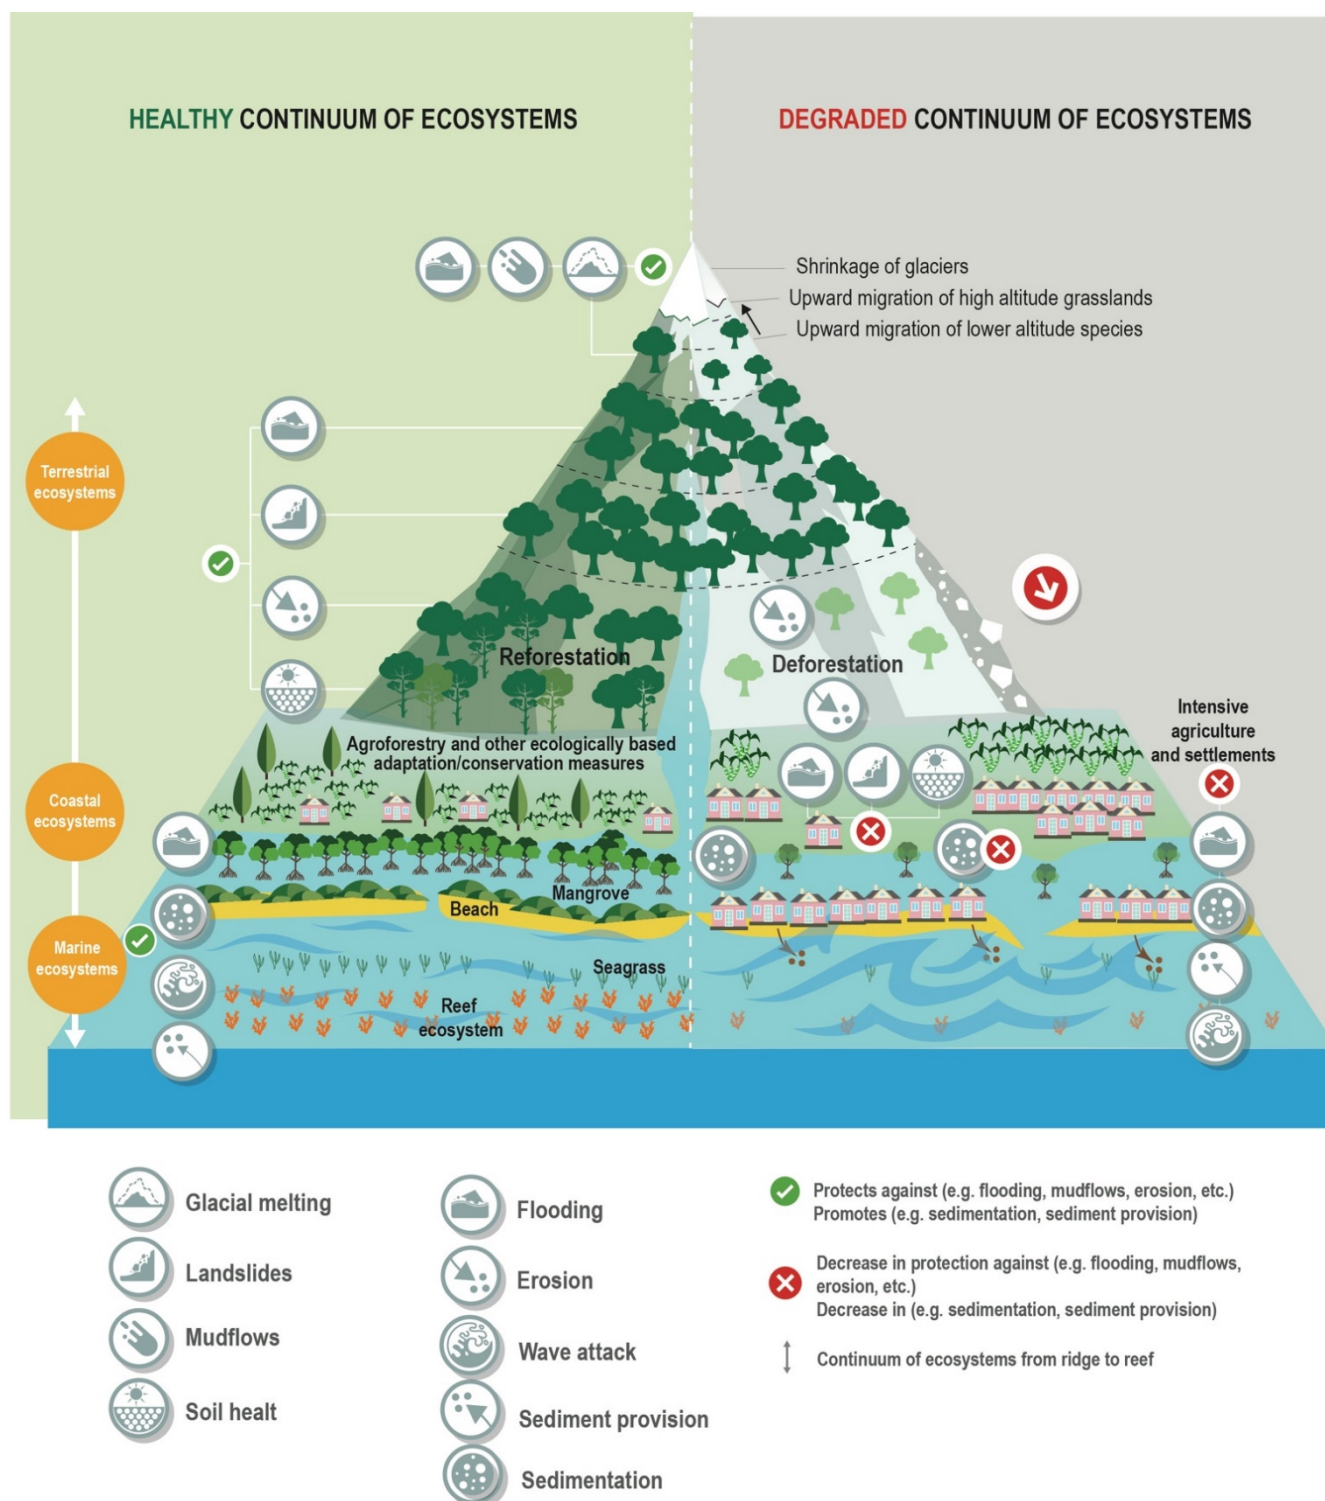 HEALTHY CONTINUUM OF ECOSYSTEMS
DEGRADED CONTINUUM OF ECOSYSTEMS
Shrinkage of glaciers
Upward migration of high altitude grasslands
Upward migration of lower altitude species
Terrestrial
ecosystems
Reforestation
Deforestation
Intensive
agriculture
and settlements
Agroforestry and other ecologically based
adaptation/conservation measures
Coastal
ecosystems
Mangrove
Beach
Marine
ecosystems
Seagrass
Reef
ecosystem
Glacial melting
Landslides
Mudflows
Soil healt
Flooding
Erosion
Wave attack
Sediment provision
Sedimentation
Protects against (e.g. flooding, mudflows, erosion, etc.)
Promotes (e.g. sedimentation, sediment provision)
Decrease in protection against (e.g. flooding, mudflows,
erosion, etc.)
Decrease in (e.g. sedimentation, sediment provision)
Continuum of ecosystems from ridge to reef